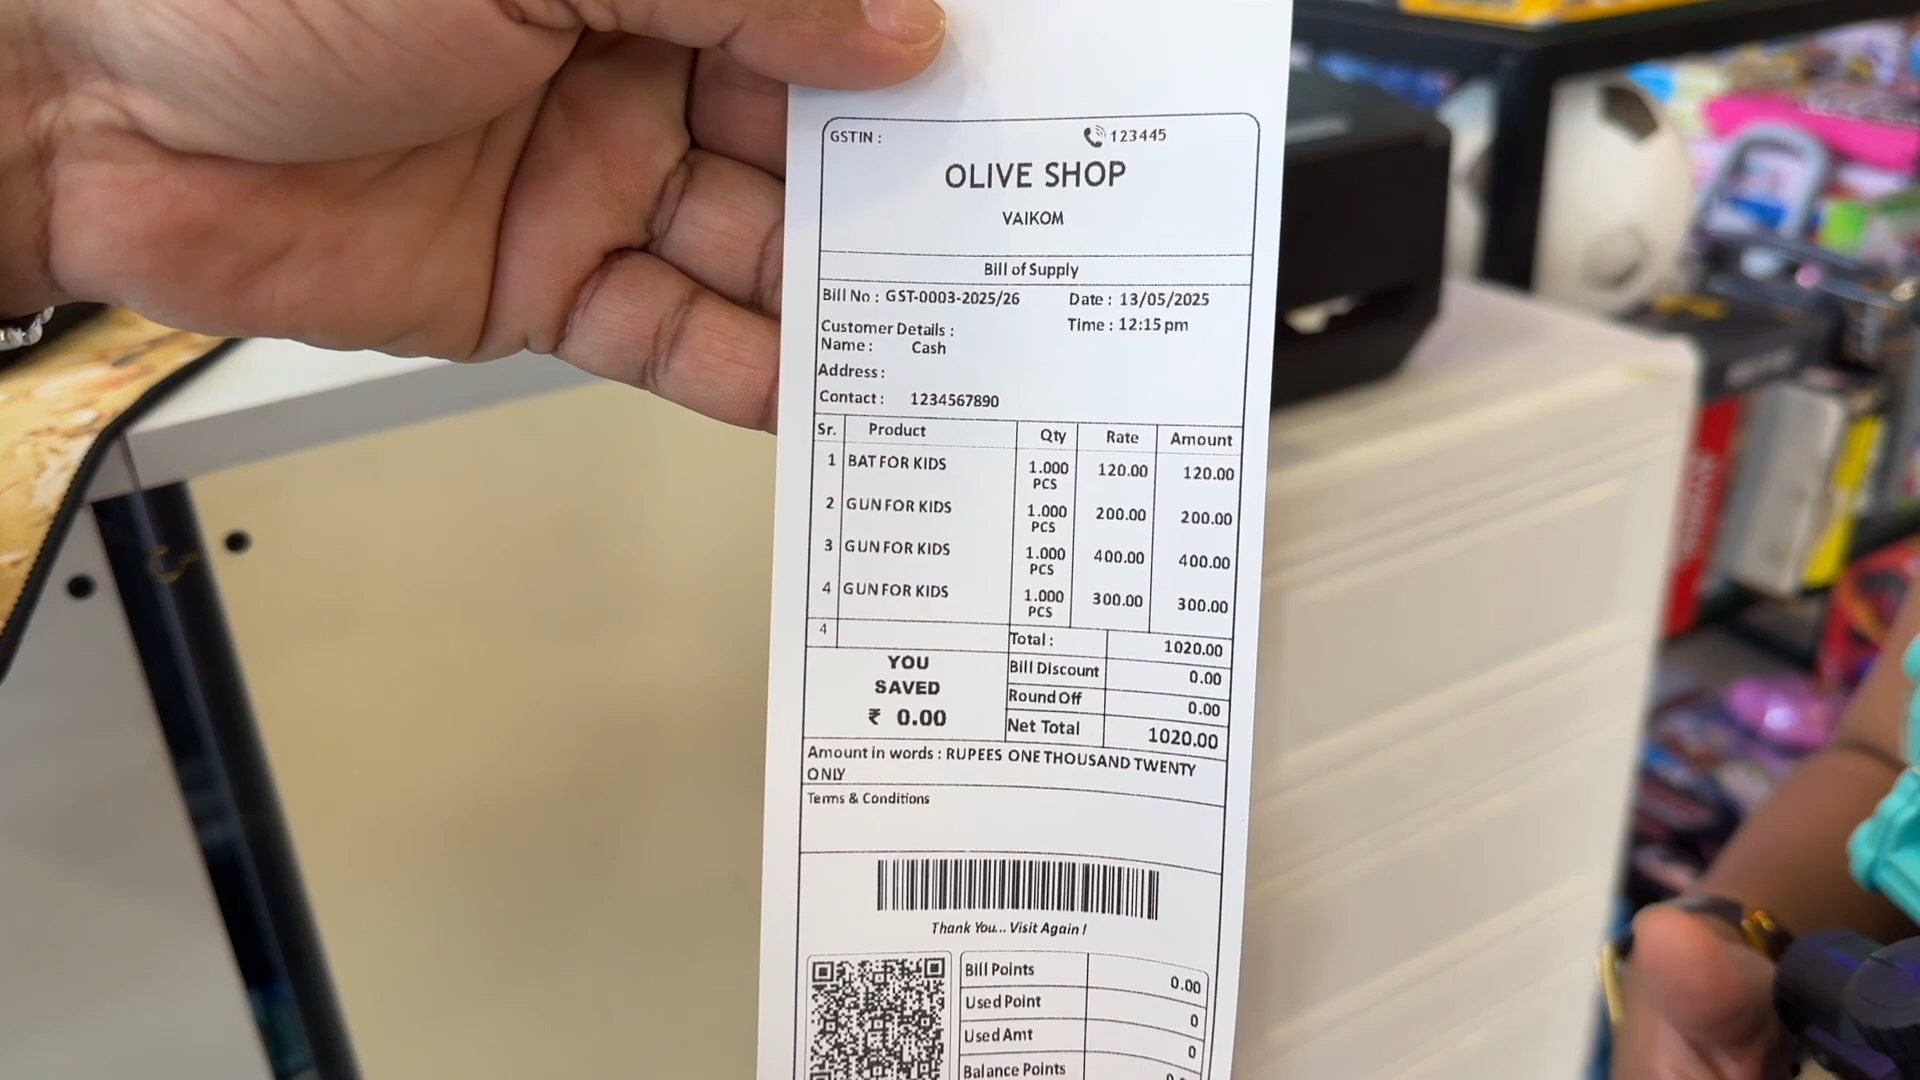 GSTIN : 123445
OLIVE SHOP
VAIKOM
Bill of Supply
Bill No : GST-0003-2025/26 Date : 13/05/2025
Time : 12:15 pm
Customer Details :
Name : Cash
Address :
Contact : 1234567890
Sr. Product Qty Rate Amount
1 BAT FOR KIDS 1.000 PCS 120.00 120.00
2 GUN FOR KIDS 1.000 PCS 200.00 200.00
3 GUN FOR KIDS 1.000 PCS 400.00 400.00
4 GUN FOR KIDS 1.000 PCS 300.00 300.00
4 Total : 1020.00
YOU SAVED ₹ 0.00
Bill Discount 0.00
Round Off 0.00
Net Total 1020.00
Amount in words : RUPEES ONE THOUSAND TWENTY
ONLY
Terms & Conditions
Thank You... Visit Again !
Bill Points 0.00
Used Point 0
Used Amt 0
Balance Points